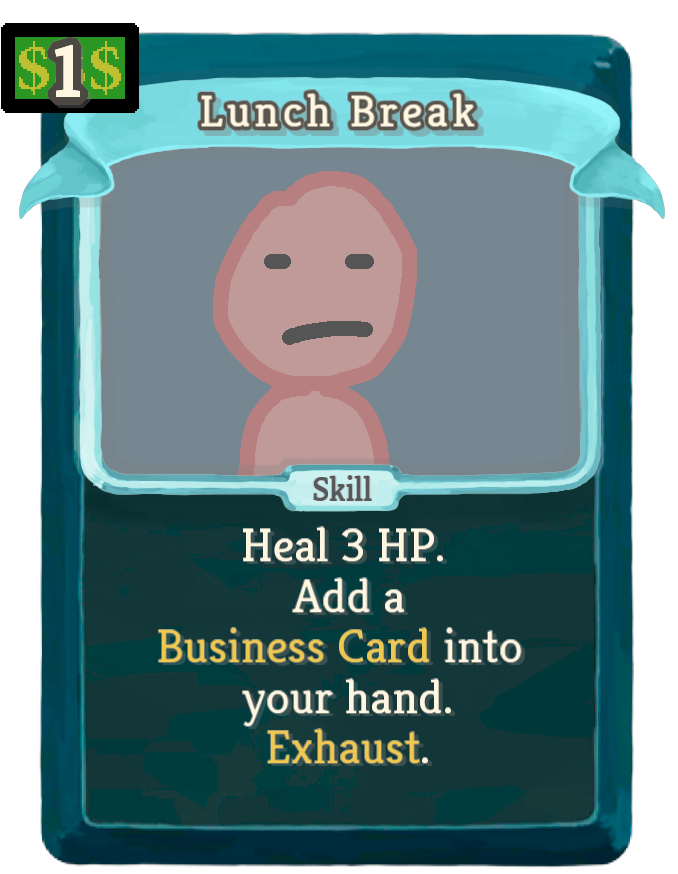 $1$
Lunch Break
Skill
Heal 3 HP.
Add a
Business Card into
your hand.
Exhaust.